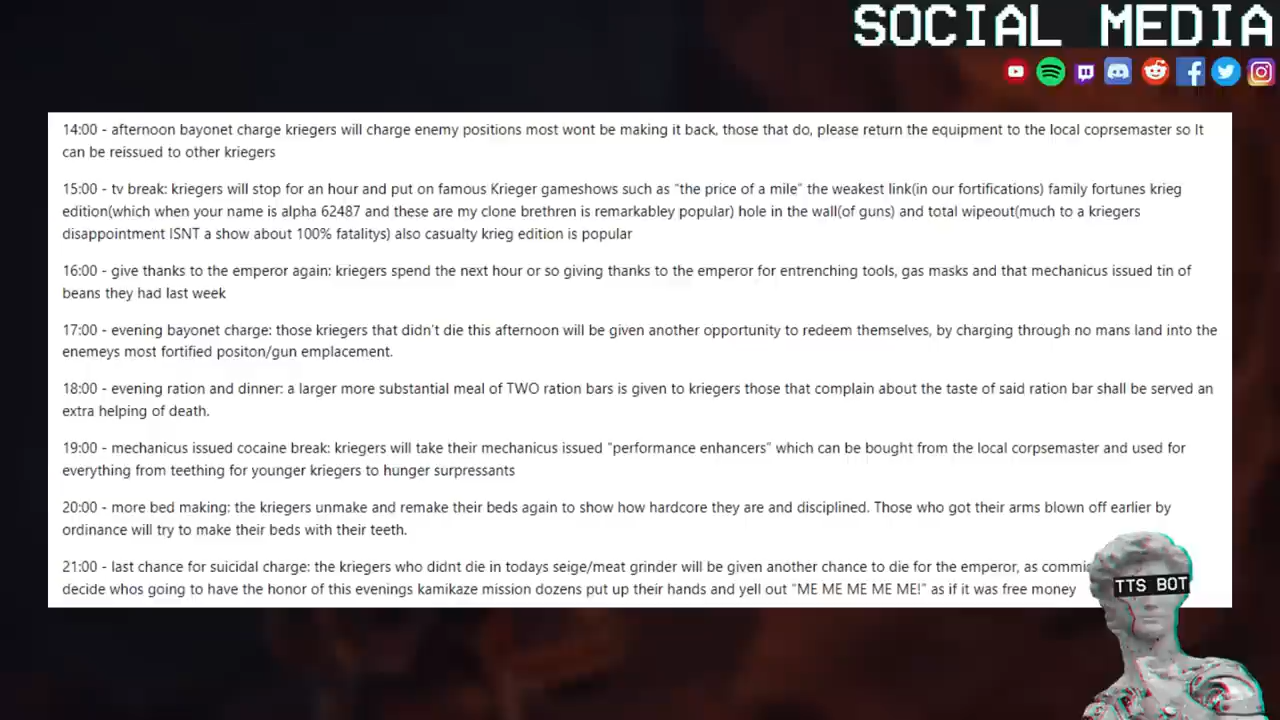 SOCIAL MEDIA
14:00 - afternoon bayonet charge kriegers will charge enemy positions most wont be making it back, those that do, please return the equipment to the local coprsemaster so It
can be reissued to other kriegers
15:00 - tv break: kriegers will stop for an hour and put on famous Krieger gameshows such as "the price of a mile" the weakest link(in our fortifications) family fortunes krieg
edition(which when your name is alpha 62487 and these are my clone brethren is remarkabley popular) hole in the wall(of guns) and total wipeout(much to a kriegers
disappointment ISNT a show about 100% fatalitys) also casualty krieg edition is popular
16:00 - give thanks to the emperor again: kriegers spend the next hour or so giving thanks to the emperor for entrenching tools, gas masks and that mechanicus issued tin of
beans they had last week
17:00 - evening bayonet charge: those kriegers that didn't die this afternoon will be given another opportunity to redeem themselves, by charging through no mans land into the
enemeys most fortified positon/gun emplacement.
18:00 - evening ration and dinner: a larger more substantial meal of TWO ration bars is given to kriegers those that complain about the taste of said ration bar shall be served an
extra helping of death.
19:00 - mechanicus issued cocaine break: kriegers will take their mechanicus issued "performance enhancers" which can be bought from the local corpsemaster and used for
everything from teething for younger kriegers to hunger surpressants
20:00 - more bed making: the kriegers unmake and remake their beds again to show how hardcore they are and disciplined. Those who got their arms blown off earlier by
ordinance will try to make their beds with their teeth.
21:00 - last chance for suicidal charge: the kriegers who didnt die in todays seige/meat grinder will be given another chance to die for the emperor, as
decide whos going to have the honor of this evenings kamikaze mission dozens put up their hands and yell out "ME ME ME ME ME!" as if it was free money
TTS BOT